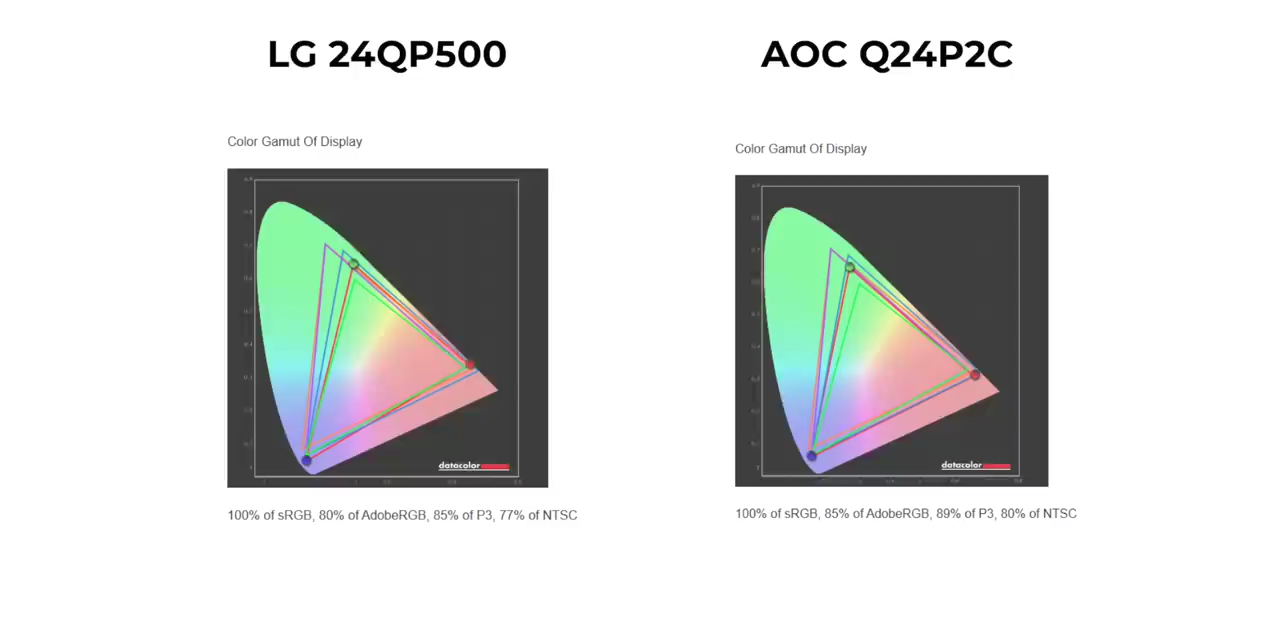 LG 24QP500
AOC Q24P2C
Color Gamut Of Display
Color Gamut Of Display
datacolor
datacolor
100% of sRGB, 80% of AdobeRGB, 85% of P3, 77% of NTSC
100% of sRGB, 85% of AdobeRGB, 89% of P3, 80% of NTSC